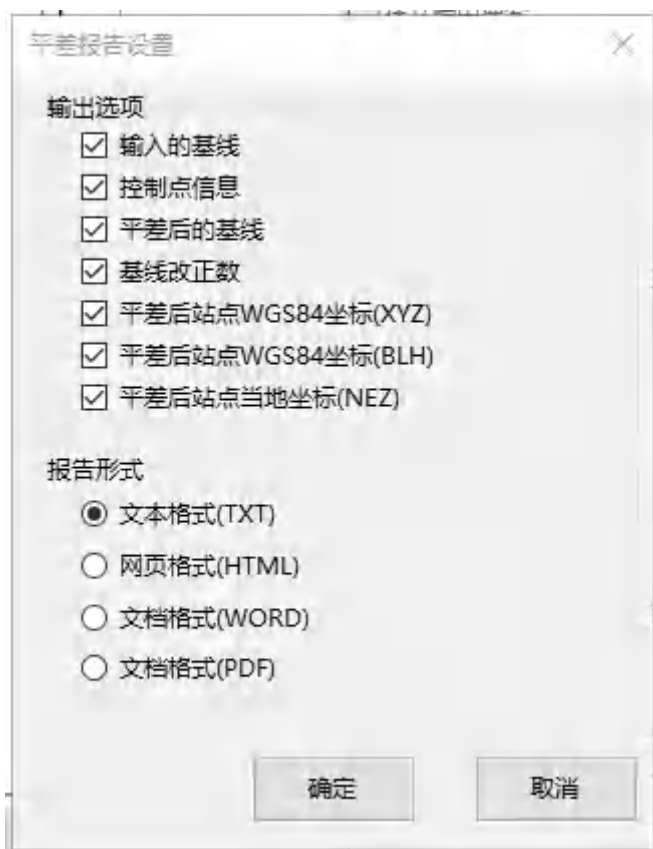 平差报告设置
输出选项
输入的基线
控制点信息
平差后的基线
基线改正数
平差后站点WGS84坐标(XYZ)
平差后站点WGS84坐标(BLH)
平差后站点当地坐标(NEZ)
报告形式
文本格式(TXT)
网页格式(HTML)
文档格式(WORD)
文档格式(PDF)
确定 取消